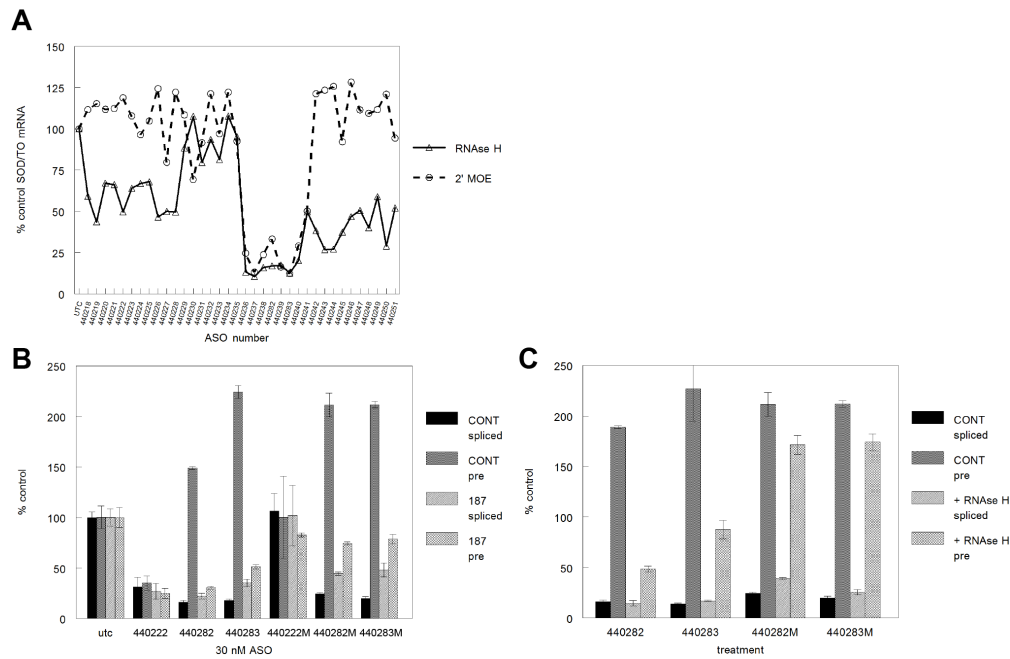 A
150
125
100
75
50
25
0
% control SOD/TO mRNA
UTC
440218
440219
440220
440221
440222
440223
440224
440225
440226
440227
440228
440229
440230
440231
440232
440233
440234
440235
440236
440237
440238
440282
440239
440283
440240
440241
440242
440243
440244
440245
440246
440247
440248
440249
440250
440251
ASO number
RNAse H
2' MOE
B
250
200
150
100
50
0
% control
utc
440222
440282
440283
440222M
440282M
440283M
30 nM ASO
CONT
spliced
CONT
pre
187
spliced
187
pre
C
250
200
150
100
50
0
% control
440282
440283
440282M
440283M
treatment
CONT
spliced
CONT
pre
+ RNAse H
spliced
+ RNAse H
pre